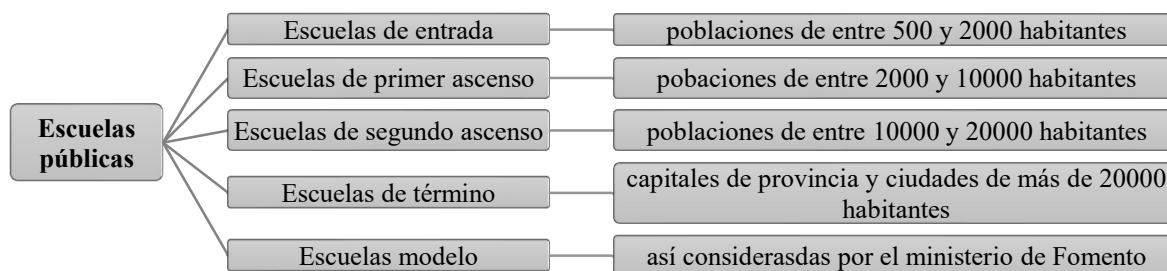 Escuelas de entrada
poblaciones de entre 500 y 2000 habitantes
Escuelas de primer ascenso
pobaciones de entre 2000 y 10000 habitantes
Escuelas
públicas
Escuelas de segundo ascenso
poblaciones de entre 10000 y 20000 habitantes
Escuelas de término
capitales de provincia y ciudades de más de 20000
habitantes
Escuelas modelo
así considerasdas por el ministerio de Fomento